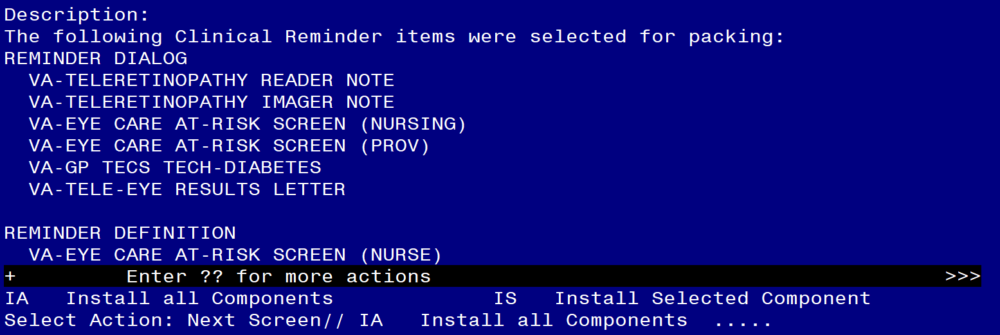 Description:
The following Clinical Reminder items were selected for packing:
REMINDER DIALOG
VA-TELERETINOPATHY READER NOTE
VA-TELERETINOPATHY IMAGER NOTE
VA-EYE CARE AT-RISK SCREEN (NURSING)
VA-EYE CARE AT-RISK SCREEN (PROV)
VA-GP TECS TECH-DIABETES
VA-TELE-EYE RESULTS LETTER
REMINDER DEFINITION
VA-EYE CARE AT-RISK SCREEN (NURSE)
+ Enter ?? for more actions >>>
IA Install all Components IS Install Selected Component
Select Action: Next Screen// IA Install all Components .....